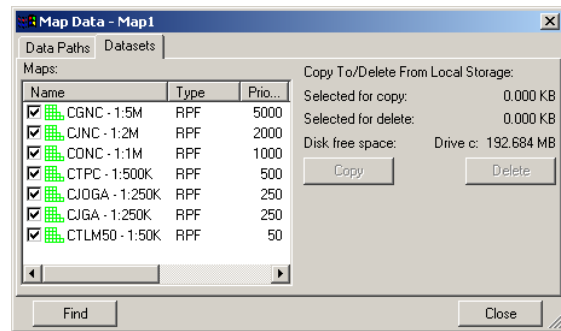 Map Data - Map1
Data Paths Datasets
Maps:
Name Type Prio...
CGNC - 1:5M RPF 5000
CJNC - 1:2M RPF 2000
CONC - 1:1M RPF 1000
CTPC - 1:500K RPF 500
CJOGA - 1:250K RPF 250
CJGA - 1:250K RPF 250
CTLM50 - 1:50K RPF 50
Copy To/Delete From Local Storage:
Selected for copy: 0.000 KB
Selected for delete: 0.000 KB
Disk free space: Drive c: 192.684 MB
Copy Delete
Find Close